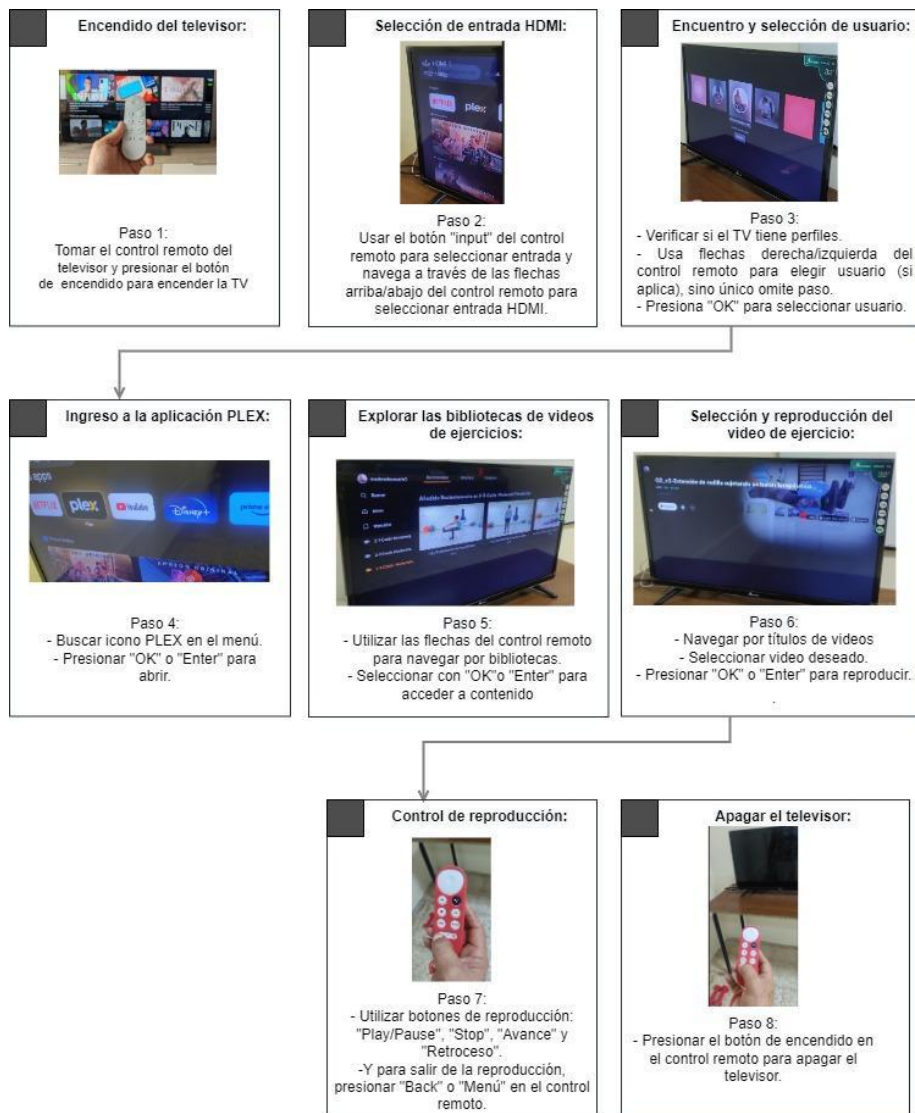 Encendido del televisor:
Paso 1:
Tomar el control remoto del
televisor y presionar el botón
de encendido para encender la TV
Selección de entrada HDMI:
HDMI 1
NETFLIX
plex
Paso 2:
Usar el botón "input" del control
remoto para seleccionar entrada y
navega a través de las flechas
arriba/abajo del control remoto para
seleccionar entrada HDMI.
Encuentro y selección de usuario:
Paso 3:
- Verificar si el TV tiene perfiles.
- Usa flechas derecha/izquierda del
control remoto para elegir usuario (si
aplica), sino único omite paso.
- Presiona "OK" para seleccionar usuario.
Ingreso a la aplicación PLEX:
apps
NETFLIX
plex
YouTube
Disney+
prime
Plex
Paso 4:
- Buscar icono PLEX en el menú.
- Presionar "OK" o "Enter" para
abrir.
Explorar las bibliotecas de videos
de ejercicios:
Buscar
Paso 5:
- Utilizar las flechas del control remoto
para navegar por bibliotecas.
- Seleccionar con "OK"o "Enter" para
acceder a contenido
Selección y reproducción del
video de ejercicio:
Paso 6:
- Navegar por títulos de videos
- Seleccionar video deseado.
- Presionar "OK" o "Enter" para reproducir..
.
Control de reproducción:
Paso 7:
- Utilizar botones de reproducción:
"Play/Pause", "Stop", "Avance" y
"Retroceso".
-Y para salir de la reproducción,
presionar "Back" o "Menú" en el control
remoto.
Apagar el televisor:
Paso 8:
- Presionar el botón de encendido en
el control remoto para apagar el
televisor.